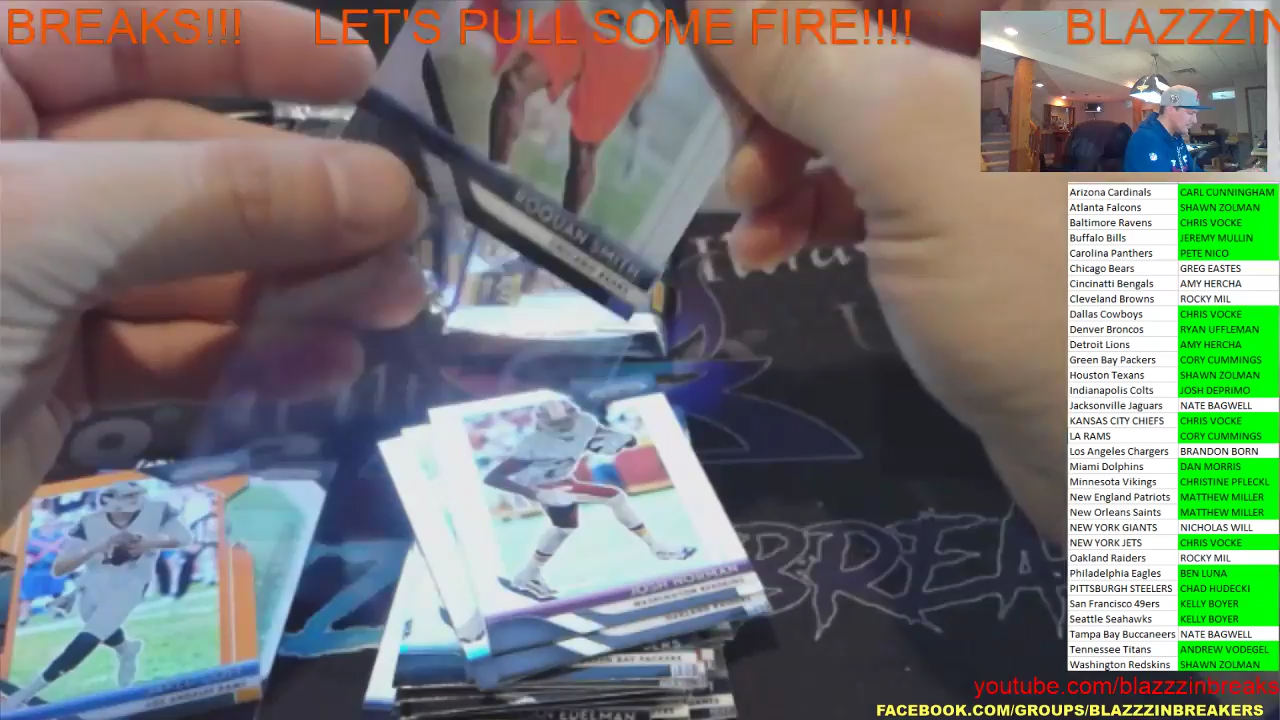 BREAKS!!! LET'S PULL SOME FIRE!!!! BLAZZZIN
ROQUAN SMITH
JOSH NORMAN
WASHINGTON REDSKINS
EDELMAN
Arizona Cardinals CARL CUNNINGHAM
Atlanta Falcons SHAWN ZOLMAN
Baltimore Ravens CHRIS VOCKE
Buffalo Bills JEREMY MULLIN
Carolina Panthers PETE NICO
Chicago Bears GREG EASTES
Cincinatti Bengals AMY HERCHA
Cleveland Browns ROCKY MIL
Dallas Cowboys CHRIS VOCKE
Denver Broncos RYAN UFFLEMAN
Detroit Lions AMY HERCHA
Green Bay Packers CORY CUMMINGS
Houston Texans SHAWN ZOLMAN
Indianapolis Colts JOSH DEPRIMO
Jacksonville Jaguars NATE BAGWELL
KANSAS CITY CHIEFS CHRIS VOCKE
LA RAMS CORY CUMMINGS
Los Angeles Chargers BRANDON BORN
Miami Dolphins DAN MORRIS
Minnesota Vikings CHRISTINE PFLECKL
New England Patriots MATTHEW MILLER
New Orleans Saints MATTHEW MILLER
NEW YORK GIANTS NICHOLAS WILL
NEW YORK JETS CHRIS VOCKE
Oakland Raiders ROCKY MIL
Philadelphia Eagles BEN LUNA
PITTSBURGH STEELERS CHAD HUDECKI
San Francisco 49ers KELLY BOYER
Seattle Seahawks KELLY BOYER
Tampa Bay Buccaneers NATE BAGWELL
Tennessee Titans ANDREW VODEGEL
Washington Redskins SHAWN ZOLMAN
youtube.com/blazzzinbreaks
FACEBOOK.COM/GROUPS/BLAZZZINBREAKERS